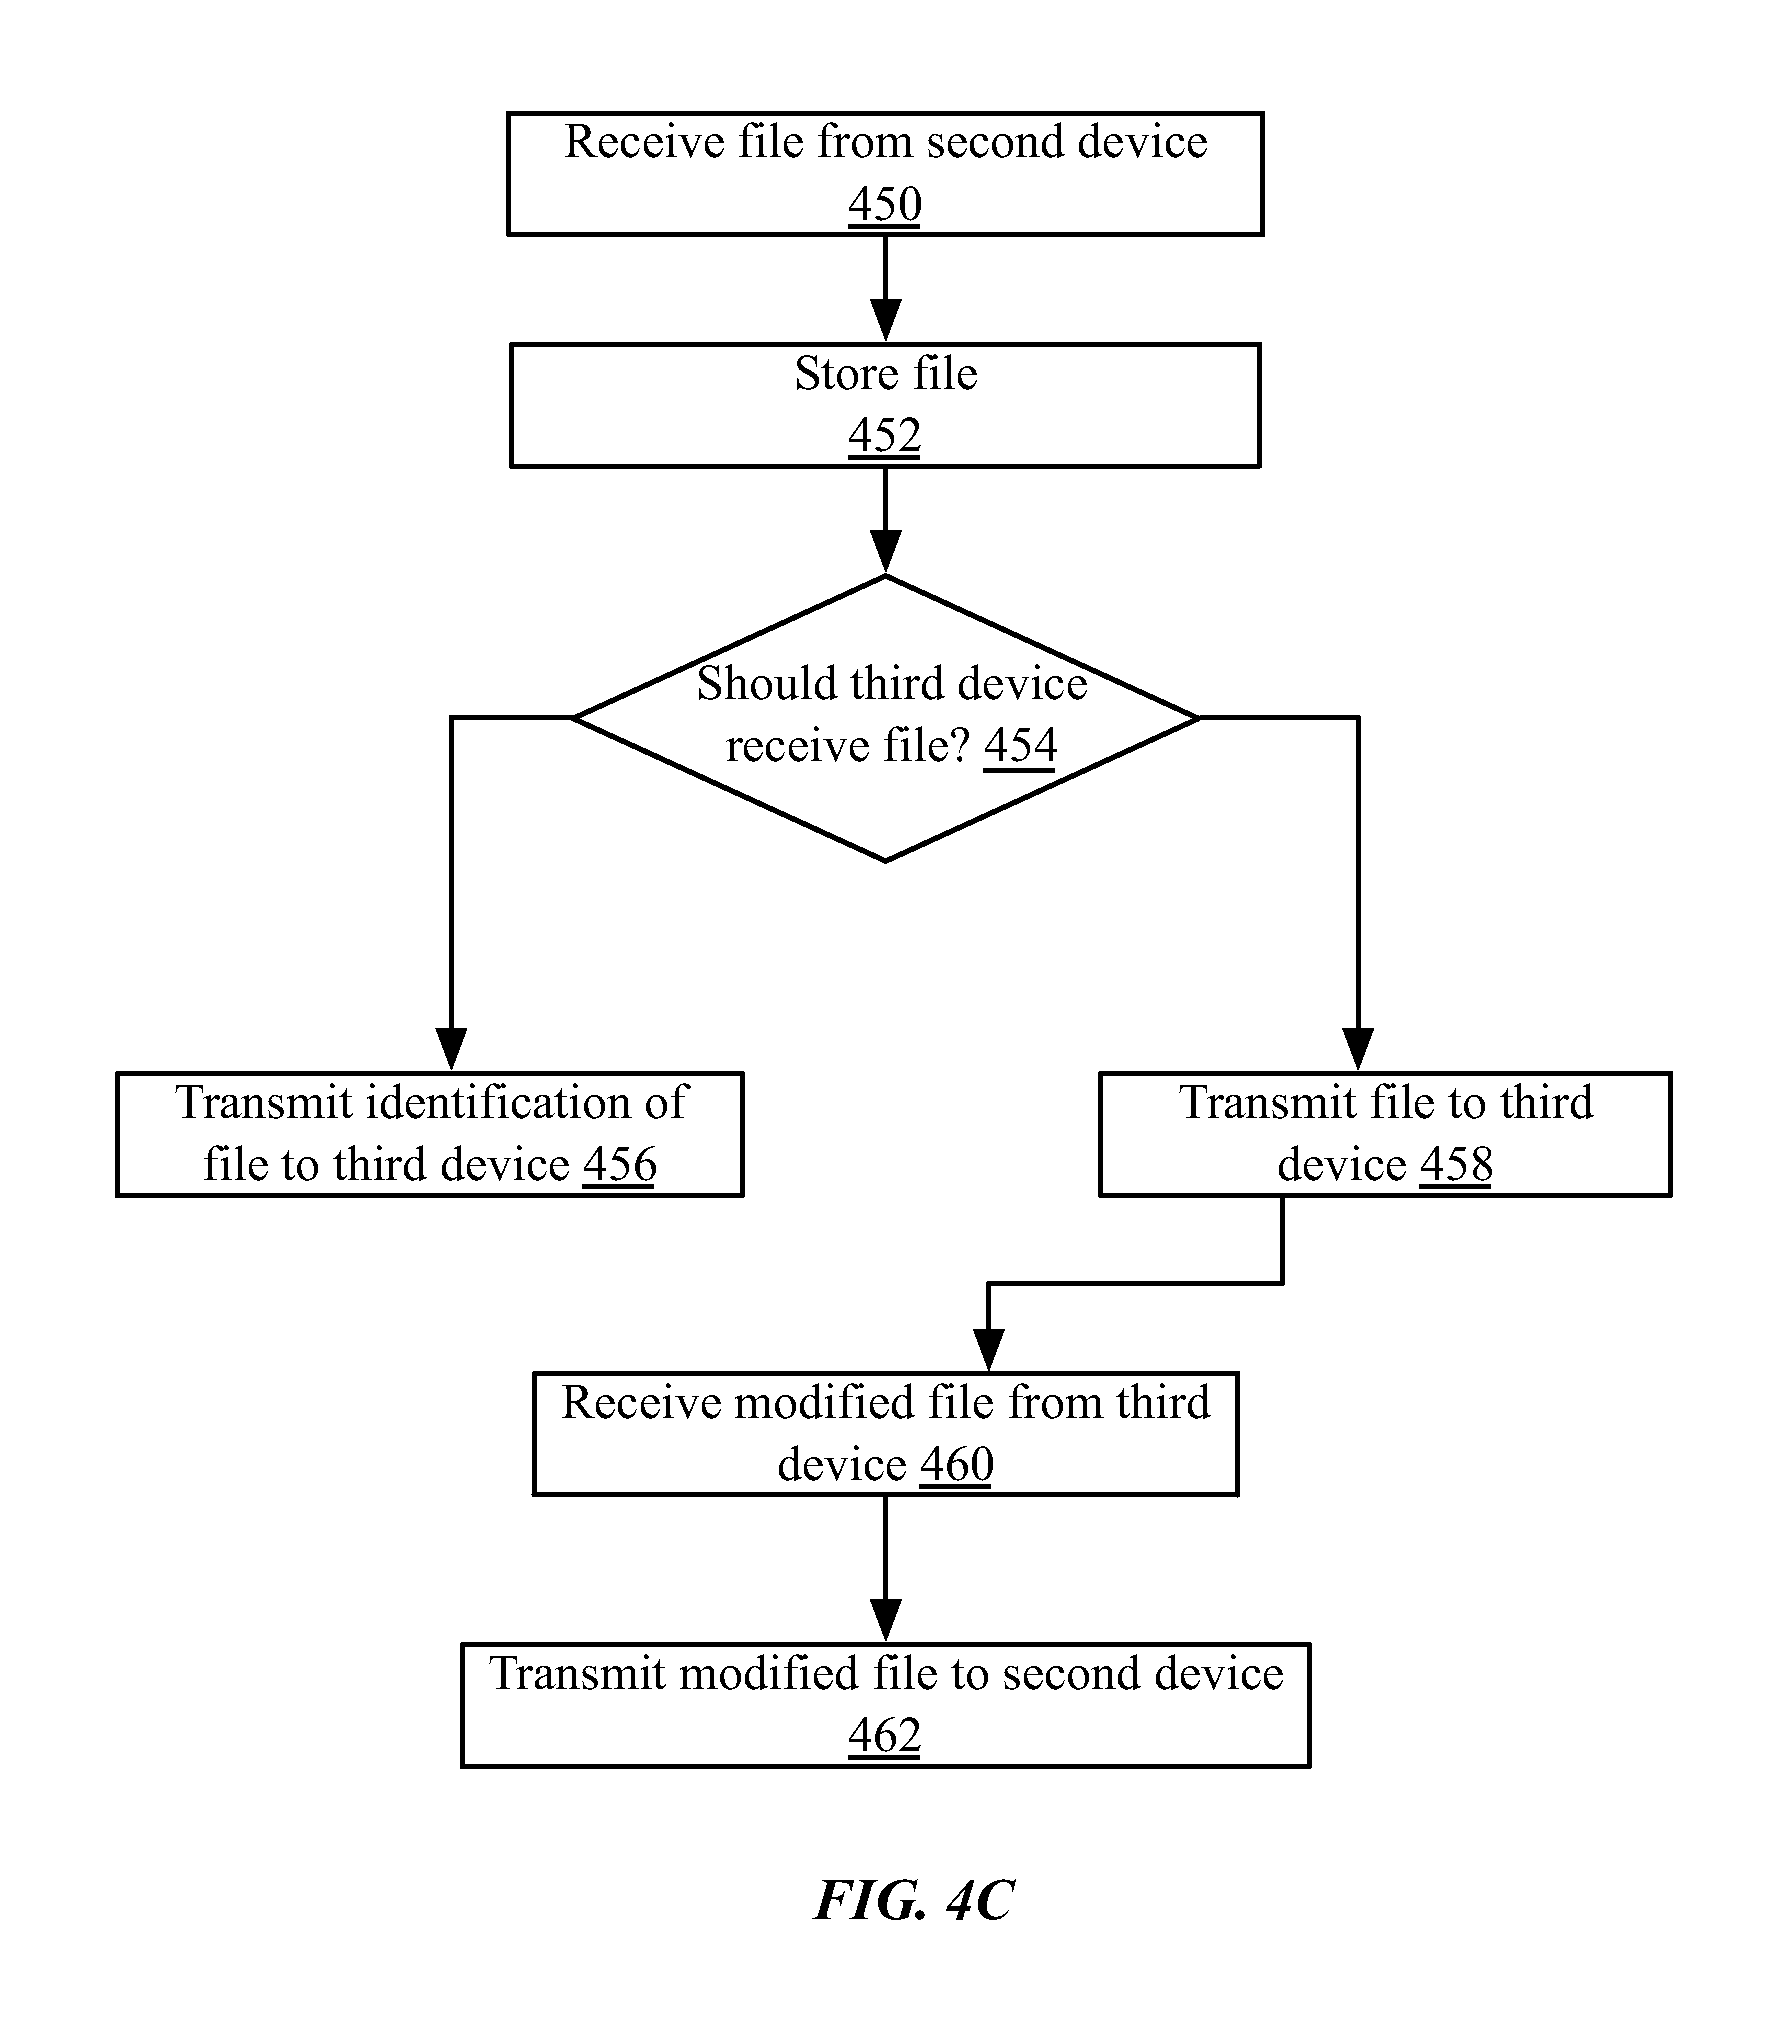 Receive file from second device
450
Store file
452
Should third device
receive file? 454
Transmit identification of
file to third device 456
Transmit file to third
device 458
Receive modified file from third
device 460
Transmit modified file to second device
462
FIG. 4C